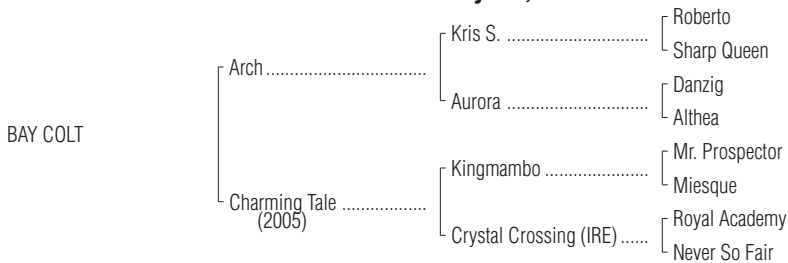 Roberto
Kris S. ..................................
Sharp Queen
Arch ..................................
Danzig
Aurora ..................................
Althea
BAY COLT
Mr. Prospector
Kingmambo .........................
Miesque
Charming Tale ....................
(2005)
Royal Academy
Crystal Crossing (IRE) ......
Never So Fair